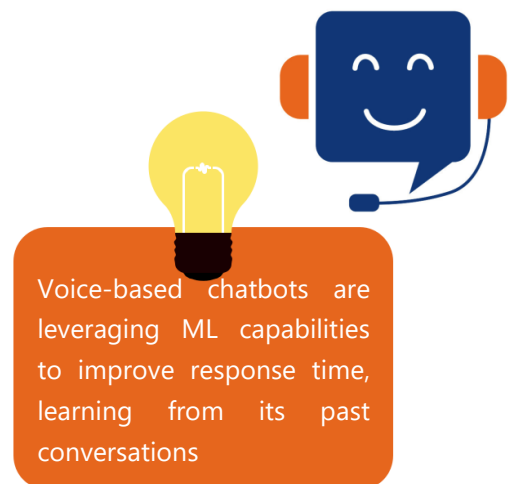 Voice-based chatbots are
leveraging ML capabilities
to improve response time,
learning from its past
conversations